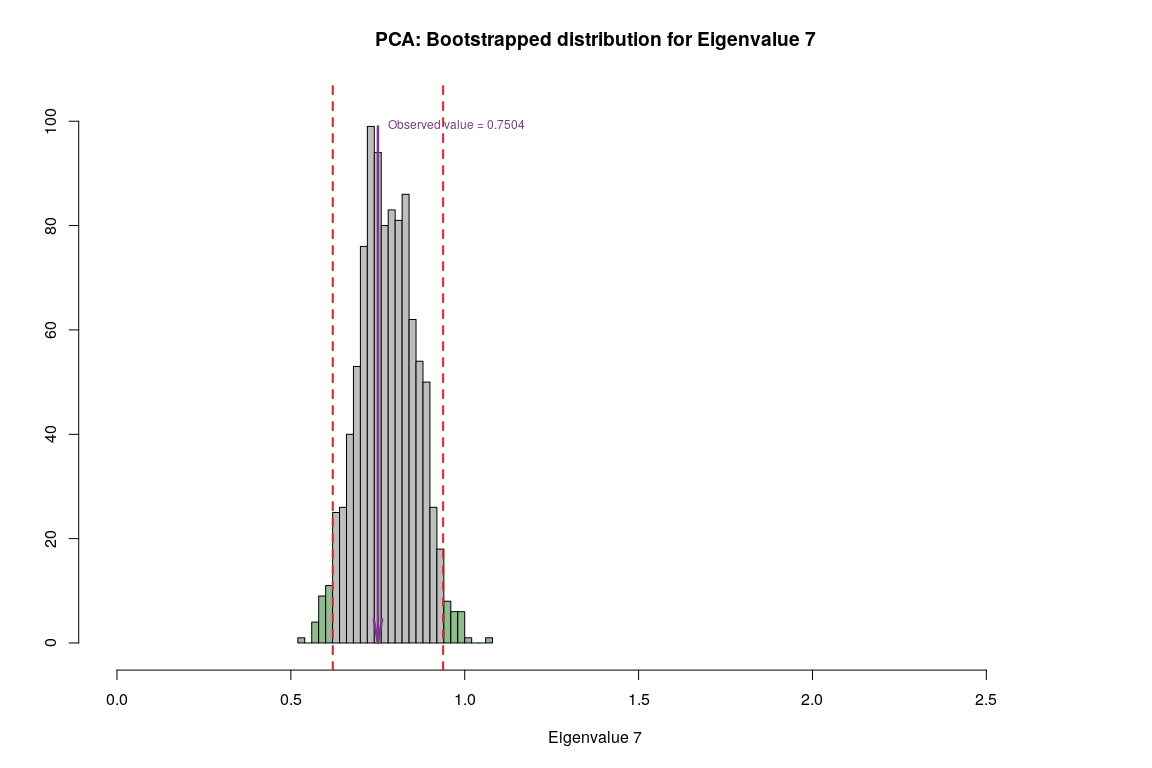 PCA: Bootstrapped distribution for Eigenvalue 7
Observed value = 0.7504
100
80
60
40
20
0
0.0 0.5 1.0 1.5 2.0 2.5
Eigenvalue 7